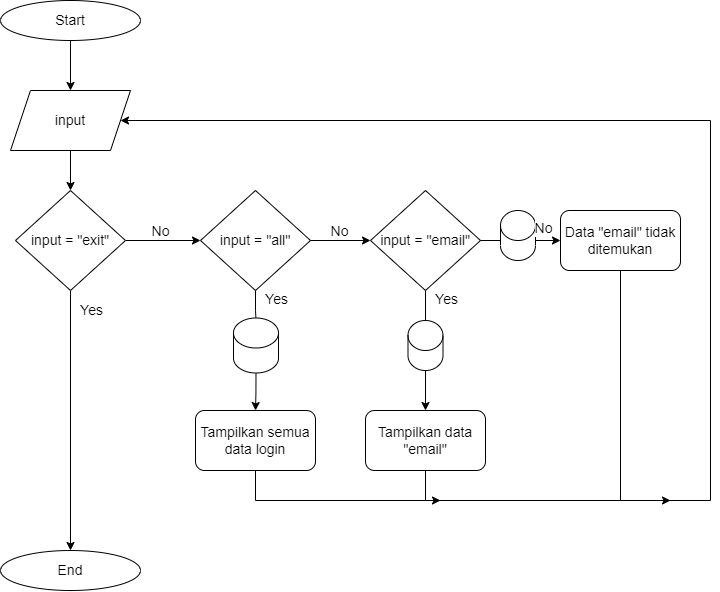 Start
input
input = "exit"
No
input = "all"
No
input = "email"
No
Data "email" tidak
ditemukan
Yes
Yes
Yes
Tampilkan semua
data login
Tampilkan data
"email"
End